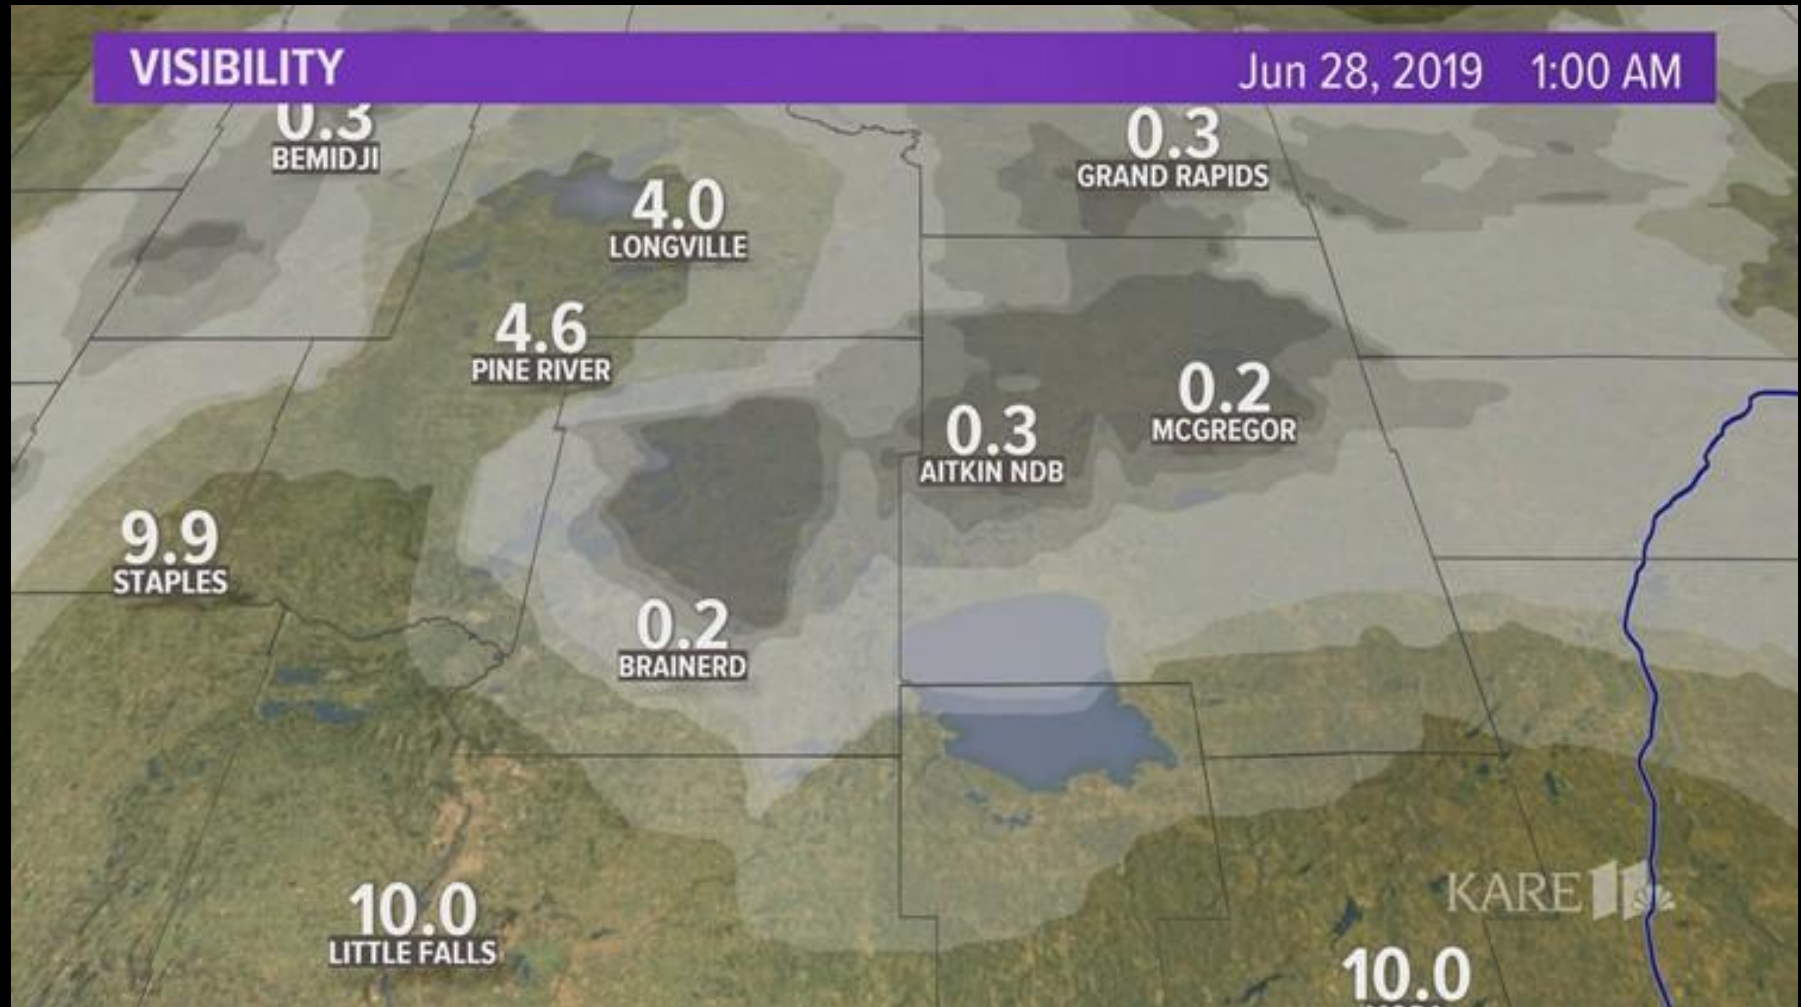 VISIBILITY
Jun 28, 2019 1:00 AM
0.3
BEMIDJI
0.3
GRAND RAPIDS
4.0
LONGVILLE
4.6
PINE RIVER
0.2
MCGREGOR
0.3
AITKIN NDB
9.9
STAPLES
0.2
BRAINERD
10.0
LITTLE FALLS
KARE 11
10.0